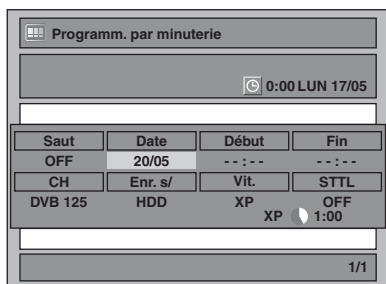 Programm. par minuterie
0:00 LUN 17/05
Saut Date Début Fin
OFF 20/05 --:-- --:--
CH Enr. s/ Vit. STTL
DVB 125 HDD XP OFF
XP 1:00
1/1